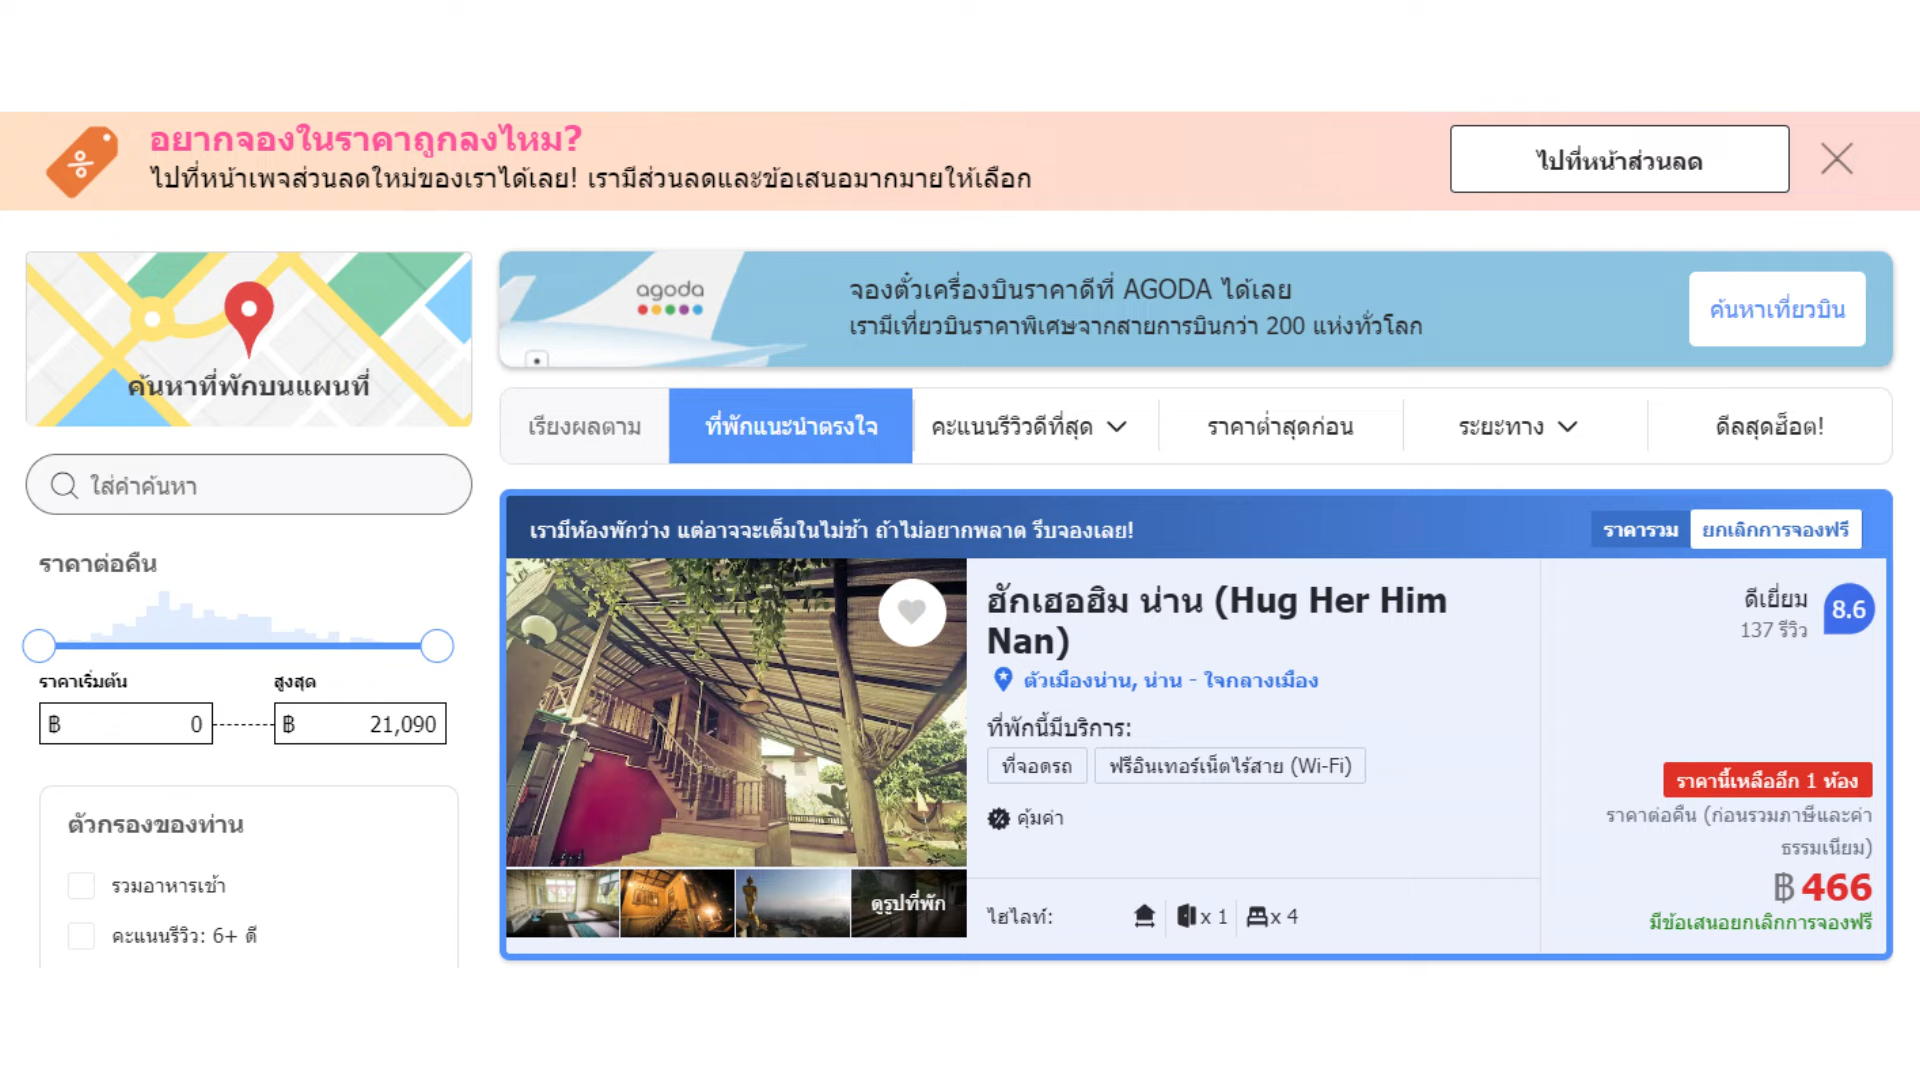 อยากจองในราคาถูกลงไหม?
ไปที่หน้าเพจส่วนลดใหม่ของเราได้เลย! เรามีส่วนลดและข้อเสนอมากมายให้เลือก
ไปที่หน้าส่วนลด
ค้นหาที่พักบนแผนที่
agoda
จองตั๋วเครื่องบินราคาดีที่ AGODA ได้เลย
เรามีเที่ยวบินราคาพิเศษจากสายการบินกว่า 200 แห่งทั่วโลก
ค้นหาเที่ยวบิน
เรียงผลตาม
ที่พักแนะนำตรงใจ
คะแนนรีวิวดีที่สุด
ราคาต่ำสุดก่อน
ระยะทาง
ดีลสุดฮ็อต!
ใส่คำค้นหา
ราคาต่อคืน
ราคาเริ่มต้น
สูงสุด
฿ 0
฿ 21,090
ตัวกรองของท่าน
รวมอาหารเช้า
คะแนนรีวิว: 6+ ดี
เรามีห้องพักว่าง แต่อาจจะเต็มในไม่ช้า ถ้าไม่อยากพลาด รีบจองเลย!
ราคารวม
ยกเลิกการจองฟรี
ฮักเฮอฮิม น่าน (Hug Her Him
Nan)
ตัวเมืองน่าน, น่าน - ใจกลางเมือง
ที่พักนี้มีบริการ:
ที่จอดรถ
ฟรีอินเทอร์เน็ตไร้สาย (Wi-Fi)
คุ้มค่า
ดูรูปที่พัก
ไฮไลท์:
x 1
x 4
ดีเยี่ยม
8.6
137 รีวิว
ราคานี้เหลืออีก 1 ห้อง
ราคาต่อคืน (ก่อนรวมภาษีและค่า
ธรรมเนียม)
฿ 466
มีข้อเสนอยกเลิกการจองฟรี